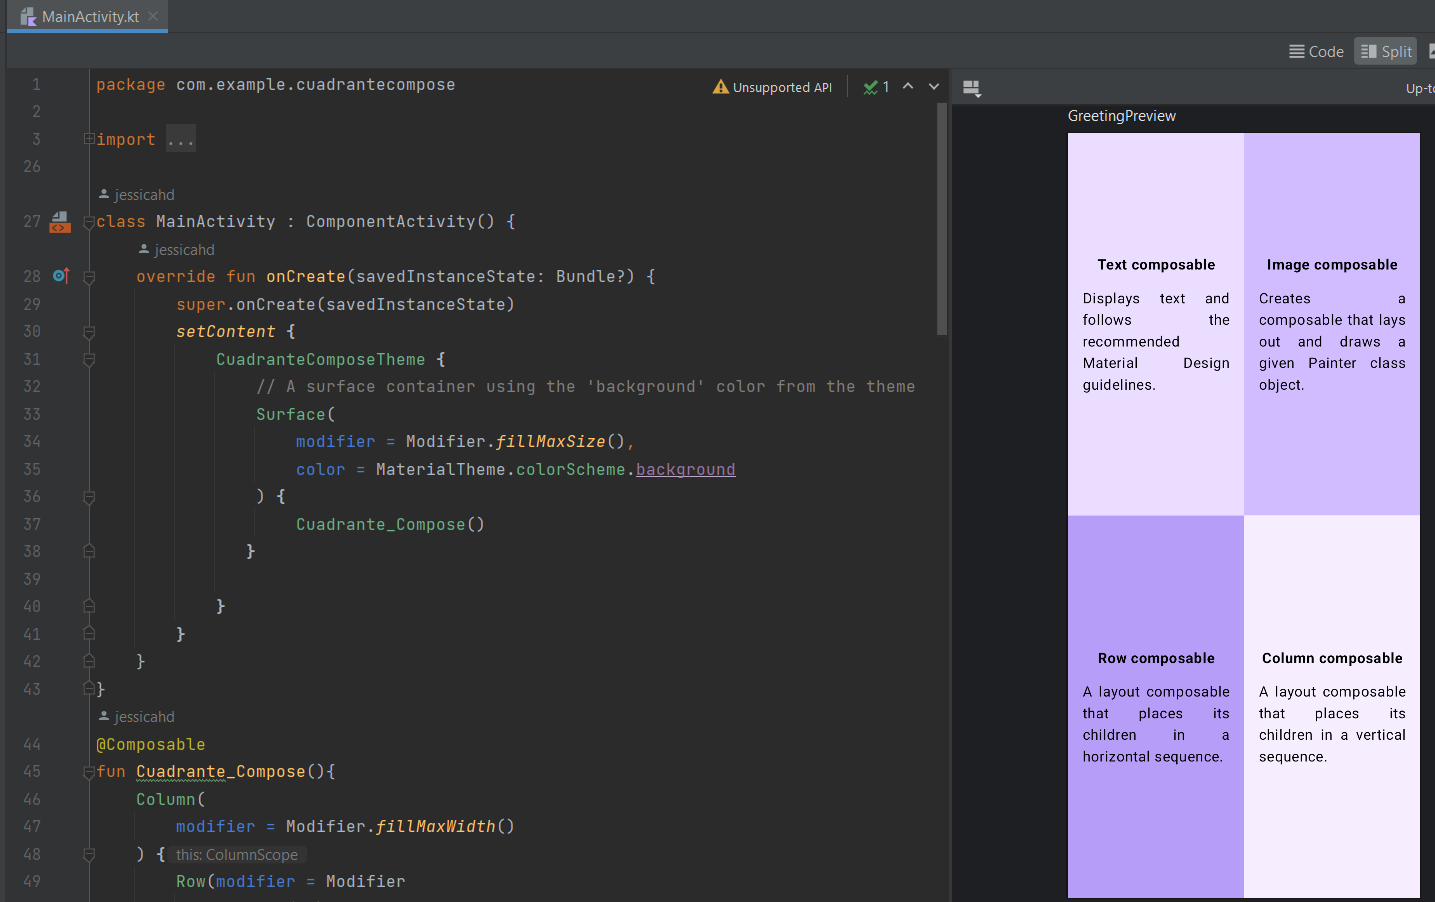 MainActivity.kt
Code
Split
1 package com.example.cuadrantecompose
Unsupported API
1
2
3 import ...
26
jessicahd
27 class MainActivity : ComponentActivity() {
jessicahd
28 override fun onCreate(savedInstanceState: Bundle?) {
29 super.onCreate(savedInstanceState)
30 setContent {
31 CuadranteComposeTheme {
32 // A surface container using the 'background' color from the theme
33 Surface(
34 modifier = Modifier.fillMaxSize(),
35 color = MaterialTheme.colorScheme.background
36 ) {
37 Cuadrante_Compose()
38 }
39
40 }
41 }
42 }
43 }
jessicahd
44 @Composable
45 fun Cuadrante_Compose(){
46 Column(
47 modifier = Modifier.fillMaxWidth()
48 ) { this: ColumnScope
49 Row(modifier = Modifier
Up-to
GreetingPreview
Text composable
Displays text and
follows the
recommended
Material Design
guidelines.
Image composable
Creates a
composable that lays
out and draws a
given Painter class
object.
Row composable
A layout composable
that places its
children in a
horizontal sequence.
Column composable
A layout composable
that places its
children in a vertical
sequence.